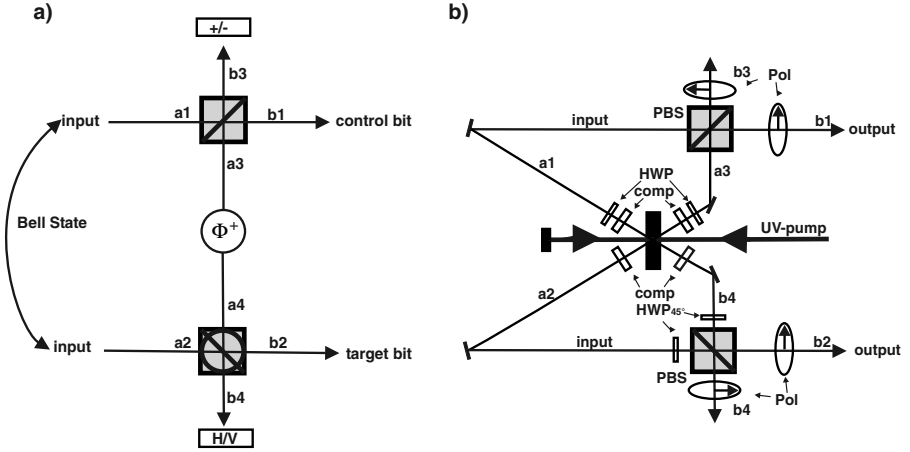 a)
+/-
b3
input
a1
b1
control bit
a3
Bell State
Φ+
a4
input
a2
b2
target bit
b4
H/V
b)
b3
Pol
PBS
input
b1
output
a1
a3
HWP
comp
UV-pump
a2
comp
b4
HWP45°
input
b2
output
PBS
b4
Pol